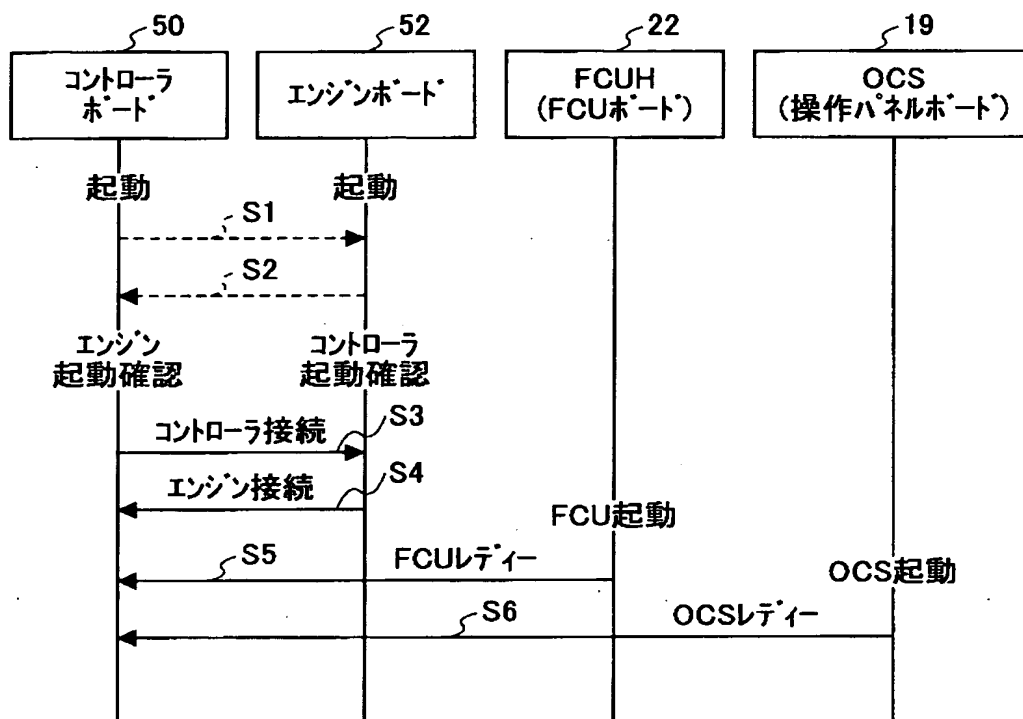 50
52
22
19
コントローラ
ボード
エンジンボード
FCUH
(FCUボード)
OCS
(操作パネルボード)
起動
起動
S1
S2
エンジン
起動確認
コントローラ
起動確認
コントローラ接続
S3
エンジン接続
S4
FCU起動
S5
FCUレディー
OCS起動
S6
OCSレディー